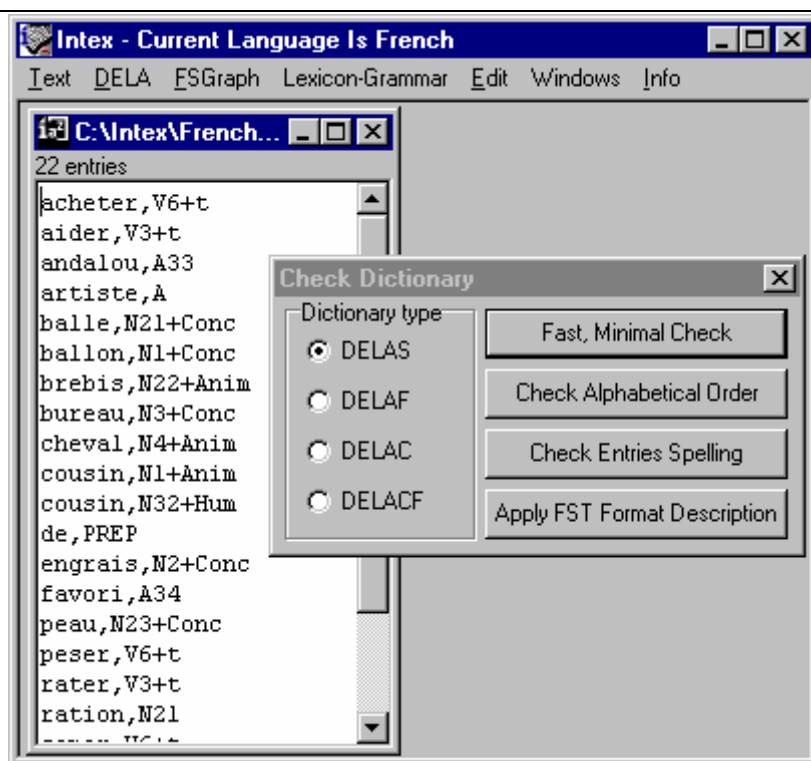 Intex - Current Language Is French
Text DELA FSGraph Lexicon-Grammar Edit Windows Info
C:\Intex\French...
22 entries
acheter,V6+t
aider,V3+t
andalou,A33
artiste,A
balle,N21+Conc
ballon,N1+Conc
brebis,N22+Anim
bureau,N3+Conc
cheval,N4+Anim
cousin,N1+Anim
cousin,N32+Hum
de,PREP
engrais,N2+Conc
favori,A34
peau,N23+Conc
peser,V6+t
rater,V3+t
ration,N21
Check Dictionary
Dictionary type
DELAS
DELAF
DELAC
DELACF
Fast, Minimal Check
Check Alphabetical Order
Check Entries Spelling
Apply FST Format Description